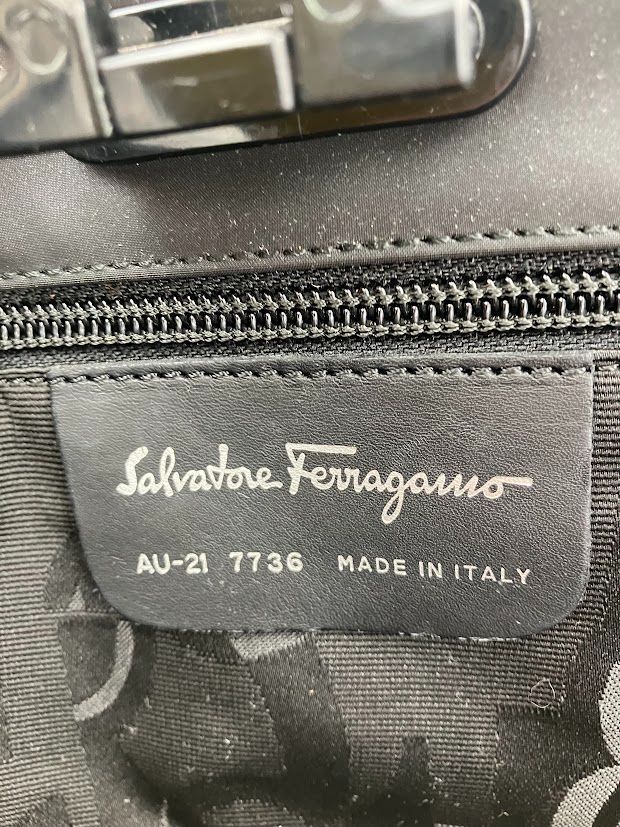 Salvatore Ferragamo
AU-21 7736 MADE IN ITALY